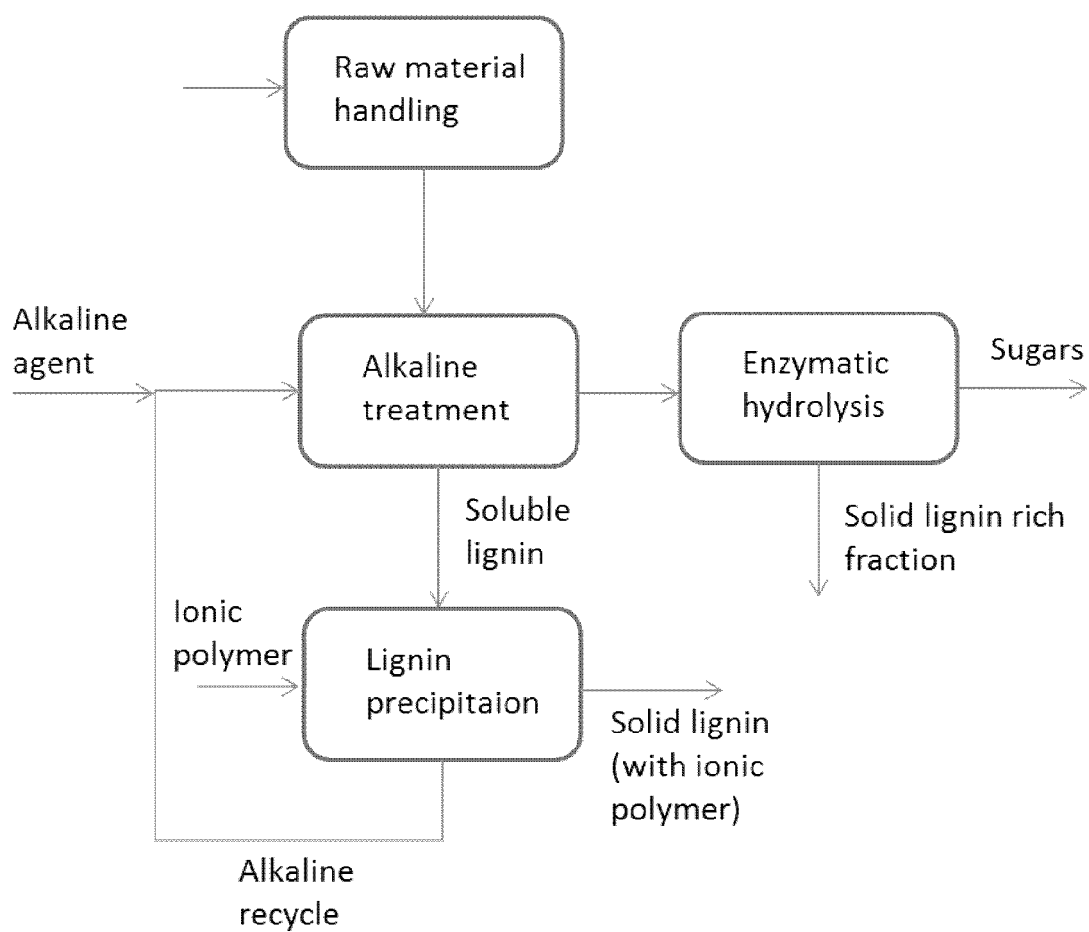 Raw material
handling
Alkaline
agent
Alkaline
treatment
Enzymatic
hydrolysis
Sugars
Soluble
lignin
Solid lignin rich
fraction
Ionic
polymer
Lignin
precipitaion
Solid lignin
(with ionic
polymer)
Alkaline
recycle